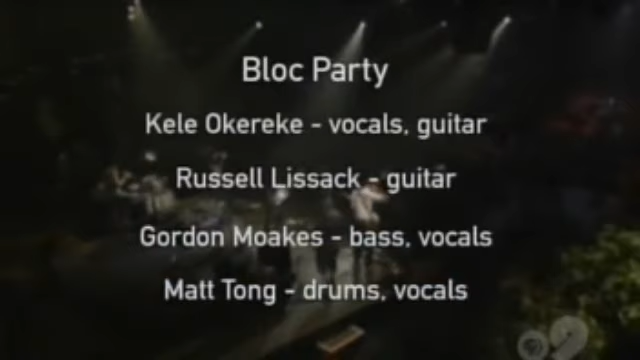 Bloc Party
Kele Okereke - vocals, guitar
Russell Lissack - guitar
Gordon Moakes - bass, vocals
Matt Tong - drums, vocals